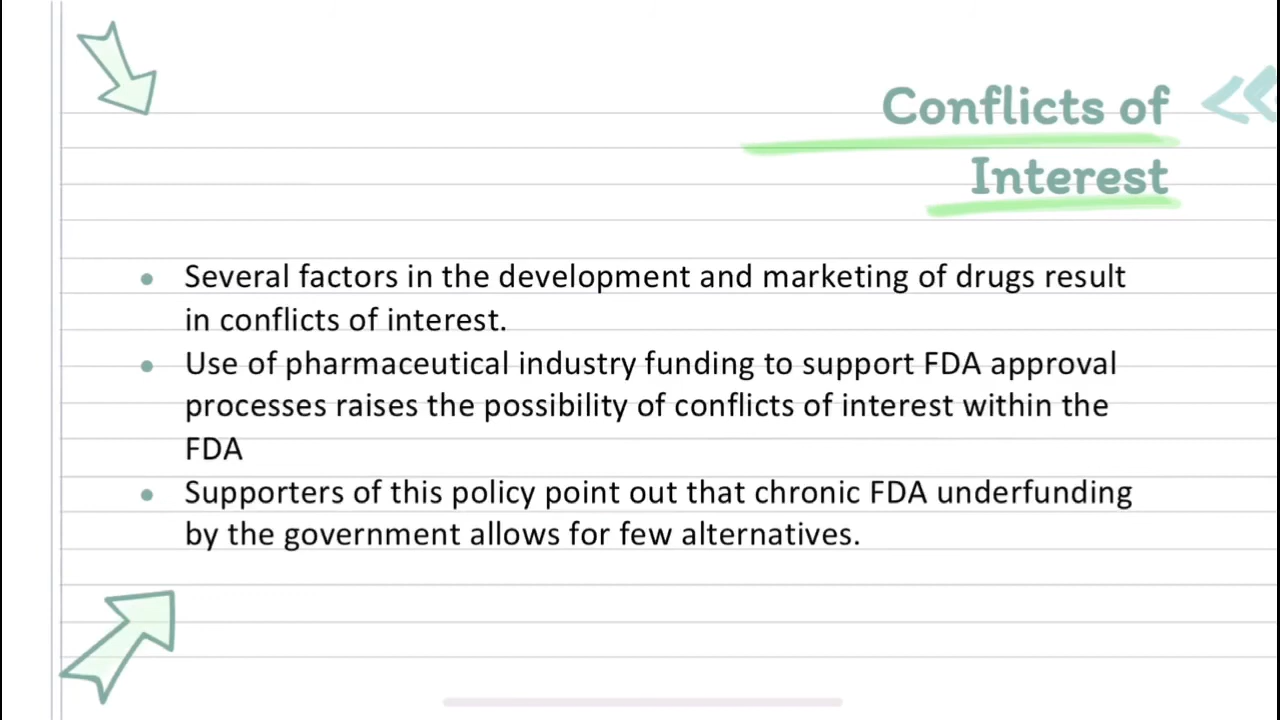 Conflicts of
Interest
Several factors in the development and marketing of drugs result
in conflicts of interest.
Use of pharmaceutical industry funding to support FDA approval
processes raises the possibility of conflicts of interest within the
FDA
Supporters of this policy point out that chronic FDA underfunding
by the government allows for few alternatives.